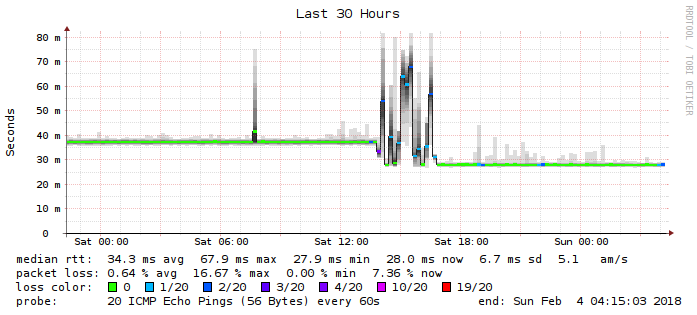 Last 30 Hours
RRDTOOL / TOBI OETIKER
Seconds
80 m
70 m
60 m
50 m
40 m
30 m
20 m
10 m
0
Sat 00:00 Sat 06:00 Sat 12:00 Sat 18:00 Sun 00:00
median rtt: 34.3 ms avg 67.9 ms max 27.9 ms min 28.0 ms now 6.7 ms sd 5.1 am/s
packet loss: 0.64 % avg 16.67 % max 0.00 % min 7.36 % now
loss color: 0 1/20 2/20 3/20 4/20 10/20 19/20
probe: 20 ICMP Echo Pings (56 Bytes) every 60s end: Sun Feb 4 04:15:03 2018